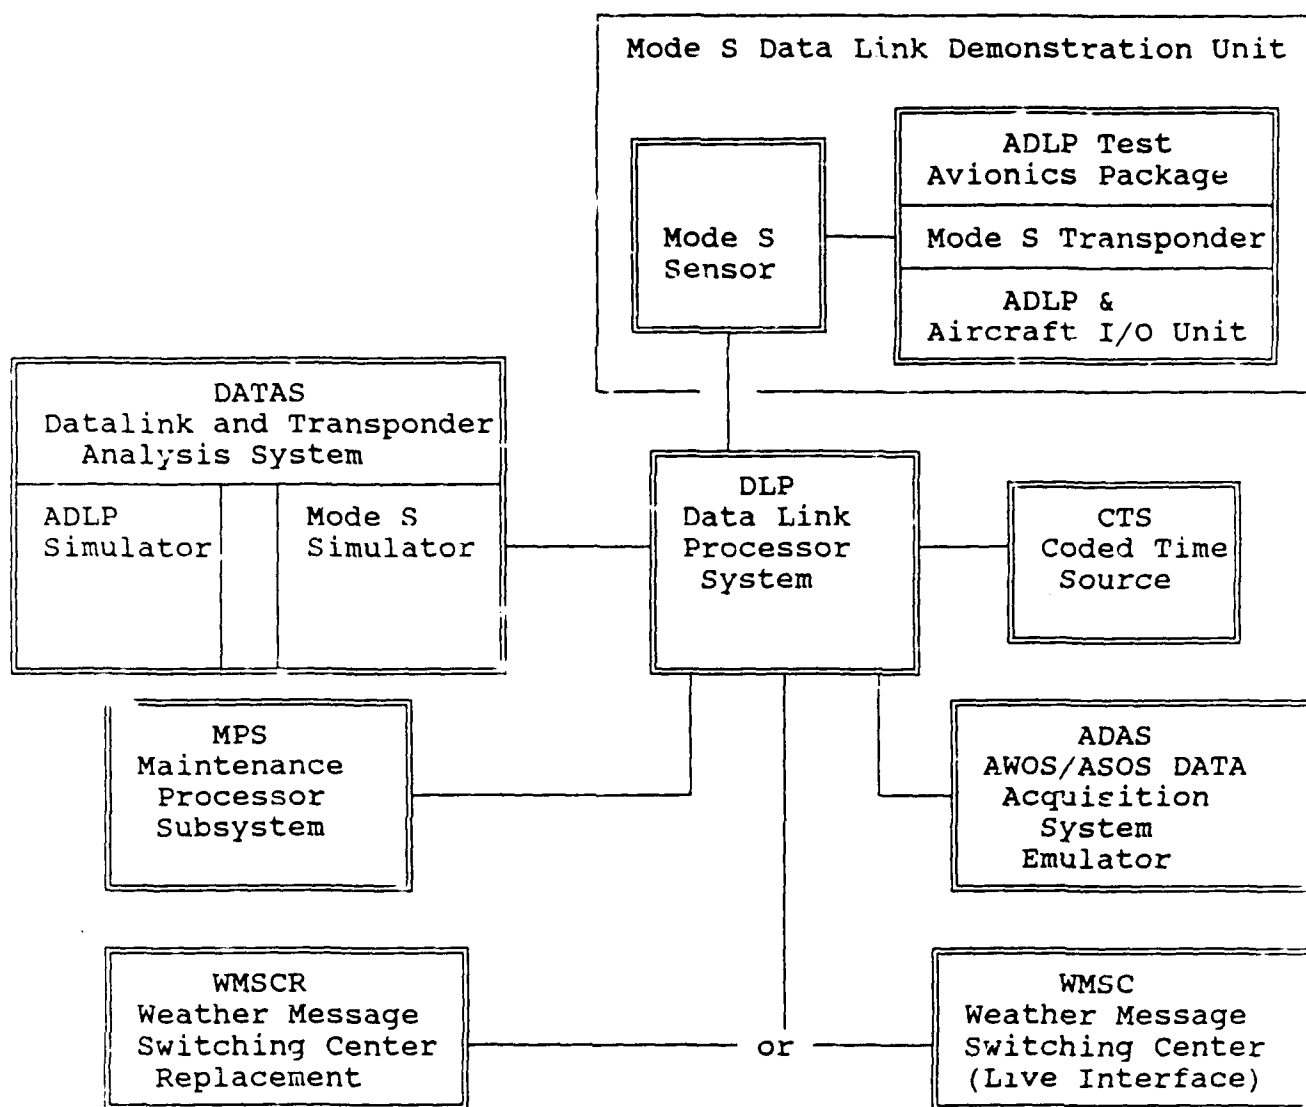 Mode S Data Link Demonstration Unit
ADLP Test
Avionics Package
Mode S
Sensor
Mode S Transponder
ADLP &
Aircraft I/O Unit
DATAS
Datalink and Transponder
Analysis System
ADLP
Simulator
Mode S
Simulator
DLP
Data Link
Processor
System
CTS
Coded Time
Source
MPS
Maintenance
Processor
Subsystem
ADAS
AWOS/ASOS DATA
Acquisition
System
Emulator
WMSCR
Weather Message
Switching Center
Replacement
or
WMSC
Weather Message
Switching Center
(Live Interface)